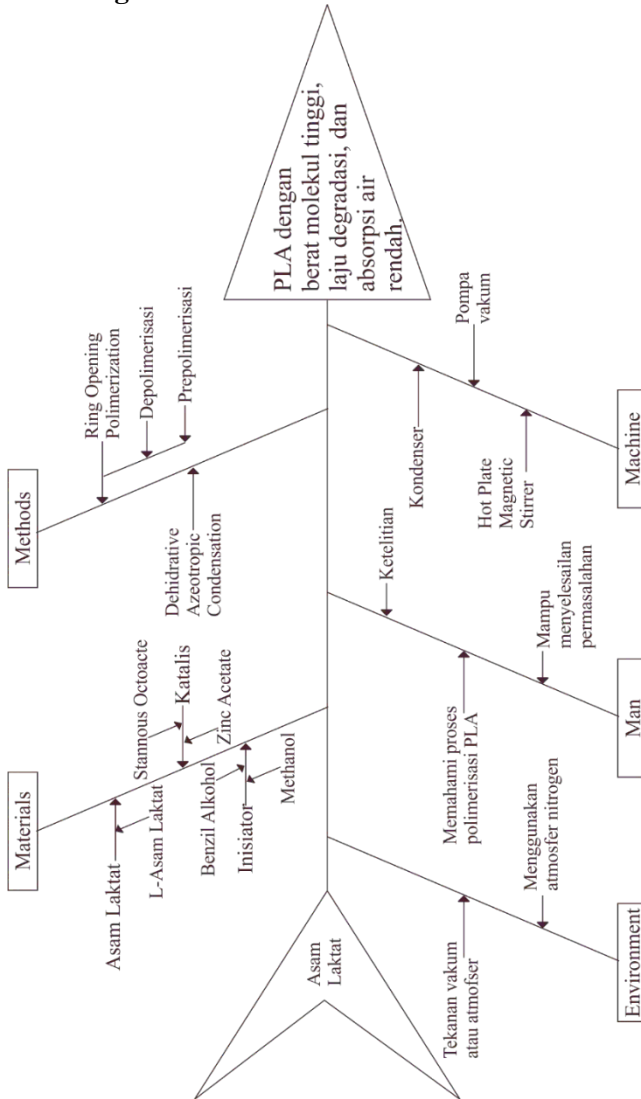 Materials
Asam Laktat
L-Asam Laktat
Stannous Octoacte
Katalis
Zinc Acetate
Benzil Alkohol
Inisiator
Methanol
Methods
Ring Opening
Polimerization
Depolimerisasi
Prepolimerisasi
Dehidrative
Azeotropic
Condensation
Asam
Laktat
PLA dengan
berat molekul tinggi,
laju degradasi, dan
absorpsi air
rendah.
Tekanan vakum
atau atmofser
Menggunakan
atmosfer nitrogen
Environment
Ketelitian
Memahami proses
polimerisasi PLA
Mampu
menyelesailan
permasalahan
Man
Kondenser
Pompa
vakum
Hot Plate
Magnetic
Stirrer
Machine